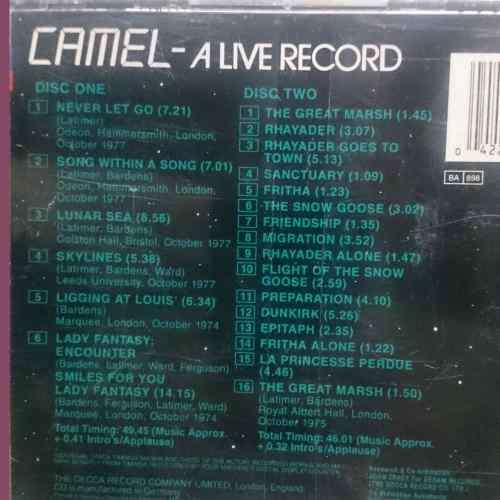 CAMEL - A LIVE RECORD
DISC ONE
1 NEVER LET GO (7.21)
(Latimer)
Odeon, Hammersmith, London,
October 1977
2 SONG WITHIN A SONG (7.01)
(Latimer, Bardens)
Odeon, Hammersmith, London,
October 1977
3 LUNAR SEA (8.56)
(Latimer, Bardens)
Colston Hall, Bristol, October 1977
4 SKYLINES (5.38)
(Latimer, Bardens, Ward)
Leeds University, October 1977
5 LIGGING AT LOUIS' (6.34)
(Bardens)
Marquee, London, October 1974
6 LADY FANTASY:
ENCOUNTER
(Bardens, Latimer, Ward, Ferguson)
SMILES FOR YOU
LADY FANTASY (14.15)
(Bardens, Ferguson, Latimer, Ward)
Marquee, London, October 1974
Total Timing: 49.45 (Music Approx.
+ 0.41 Intro's/Applause)
DISC TWO
1 THE GREAT MARSH (1.45)
2 RHAYADER (3.07)
3 RHAYADER GOES TO
TOWN (5.13)
4 SANCTUARY (1.09)
5 FRITHA (1.23)
6 THE SNOW GOOSE (3.02)
7 FRIENDSHIP (1.35)
8 MIGRATION (3.52)
9 RHAYADER ALONE (1.47)
10 FLIGHT OF THE SNOW
GOOSE (2.59)
11 PREPARATION (4.10)
12 DUNKIRK (5.26)
13 EPITAPH (2.35)
14 FRITHA ALONE (1.22)
15 LA PRINCESSE PERDUE
(4.46)
16 THE GREAT MARSH (1.50)
(Latimer, Bardens)
Royal Albert Hall, London,
October 1975
Total Timing: 46.01 (Music Approx.
+ 0.32 Intro's/Applause)
THE DECCA RECORD COMPANY LIMITED, LONDON, ENGLAND.
CD is manufactured in Germany
0 42
BA 898